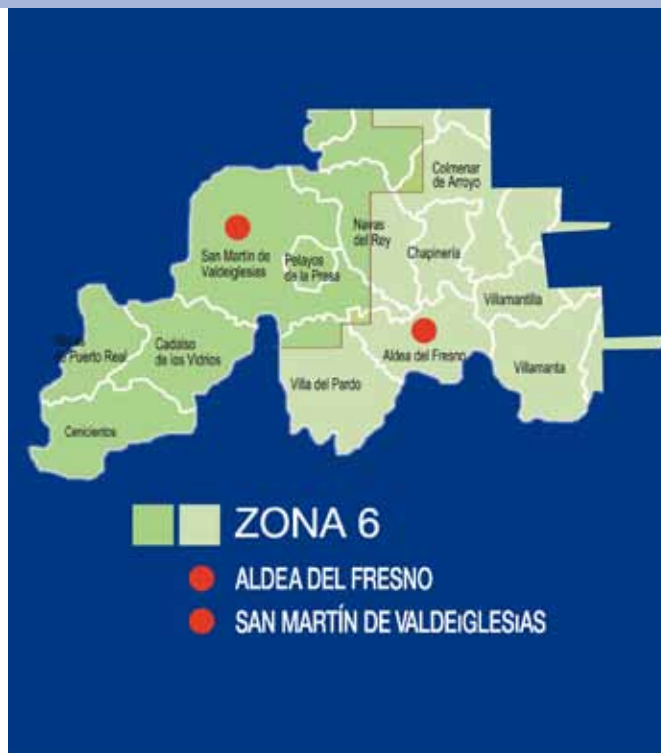 Colmenar
de Arroyo
Navas
del Rey
Chapinería
San Martín de
Valdeiglesias
Pelayos
de la Presa
Villamantilla
de Puerto Real
Cadalso
de los Vidrios
Aldea del Fresno
Villamanta
Villa del Pardo
Cenicientos
ZONA 6
ALDEA DEL FRESNO
SAN MARTÍN DE VALDEIGLESIAS